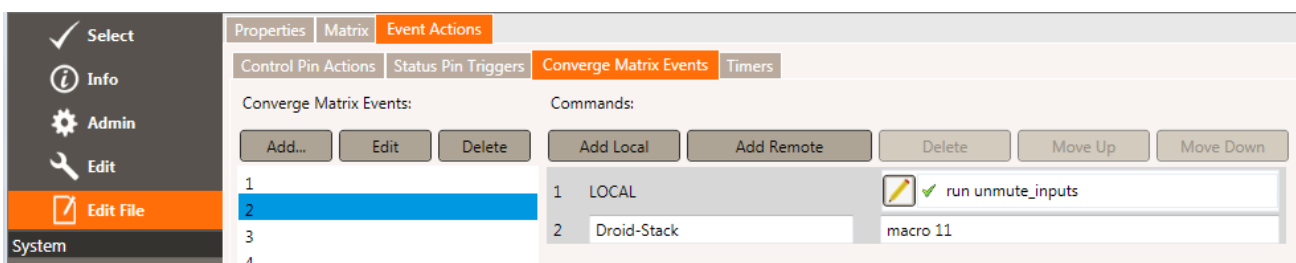 Select
Info
Admin
Edit
Edit File
System
Properties Matrix Event Actions
Control Pin Actions Status Pin Triggers Converge Matrix Events Timers
Converge Matrix Events:
Add... Edit Delete
1
2
3
4
Commands:
Add Local Add Remote Delete Move Up Move Down
1 LOCAL run unmute_inputs
2 Droid-Stack macro 11